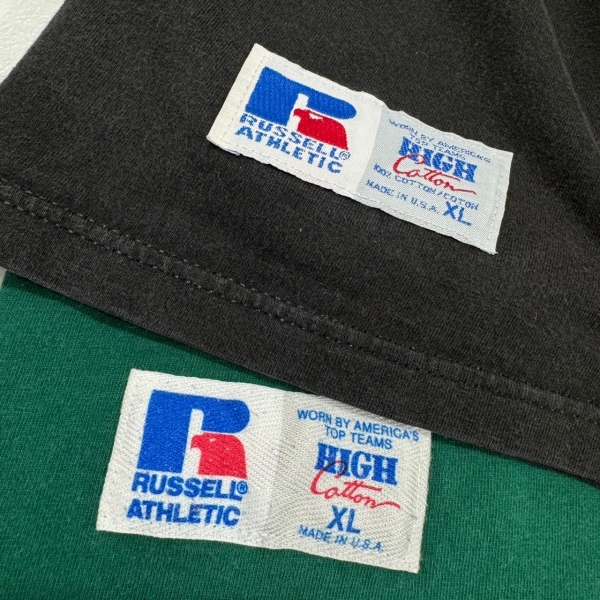 RUSSELL®
ATHLETIC
WORN BY AMERICA'S
TOP TEAMS
HIGH
Cotton
100% COTTON/COTON
MADE IN U.S.A. XL
RUSSELL®
ATHLETIC
WORN BY AMERICA'S
TOP TEAMS
HIGH
Cotton
XL
MADE IN U.S.A.